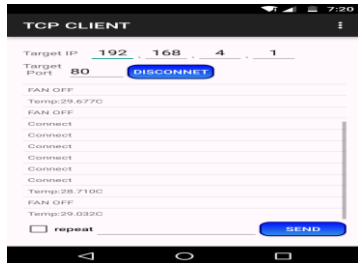 7:20
TCP CLIENT
Target IP 192 . 168 . 4 . 1
Target Port 80 DISCONNET
FAN OFF
Temp:29.677C
FAN OFF
Connect
Connect
Connect
Connect
Connect
Temp:28.710C
FAN OFF
Temp:29.032C
repeat SEND